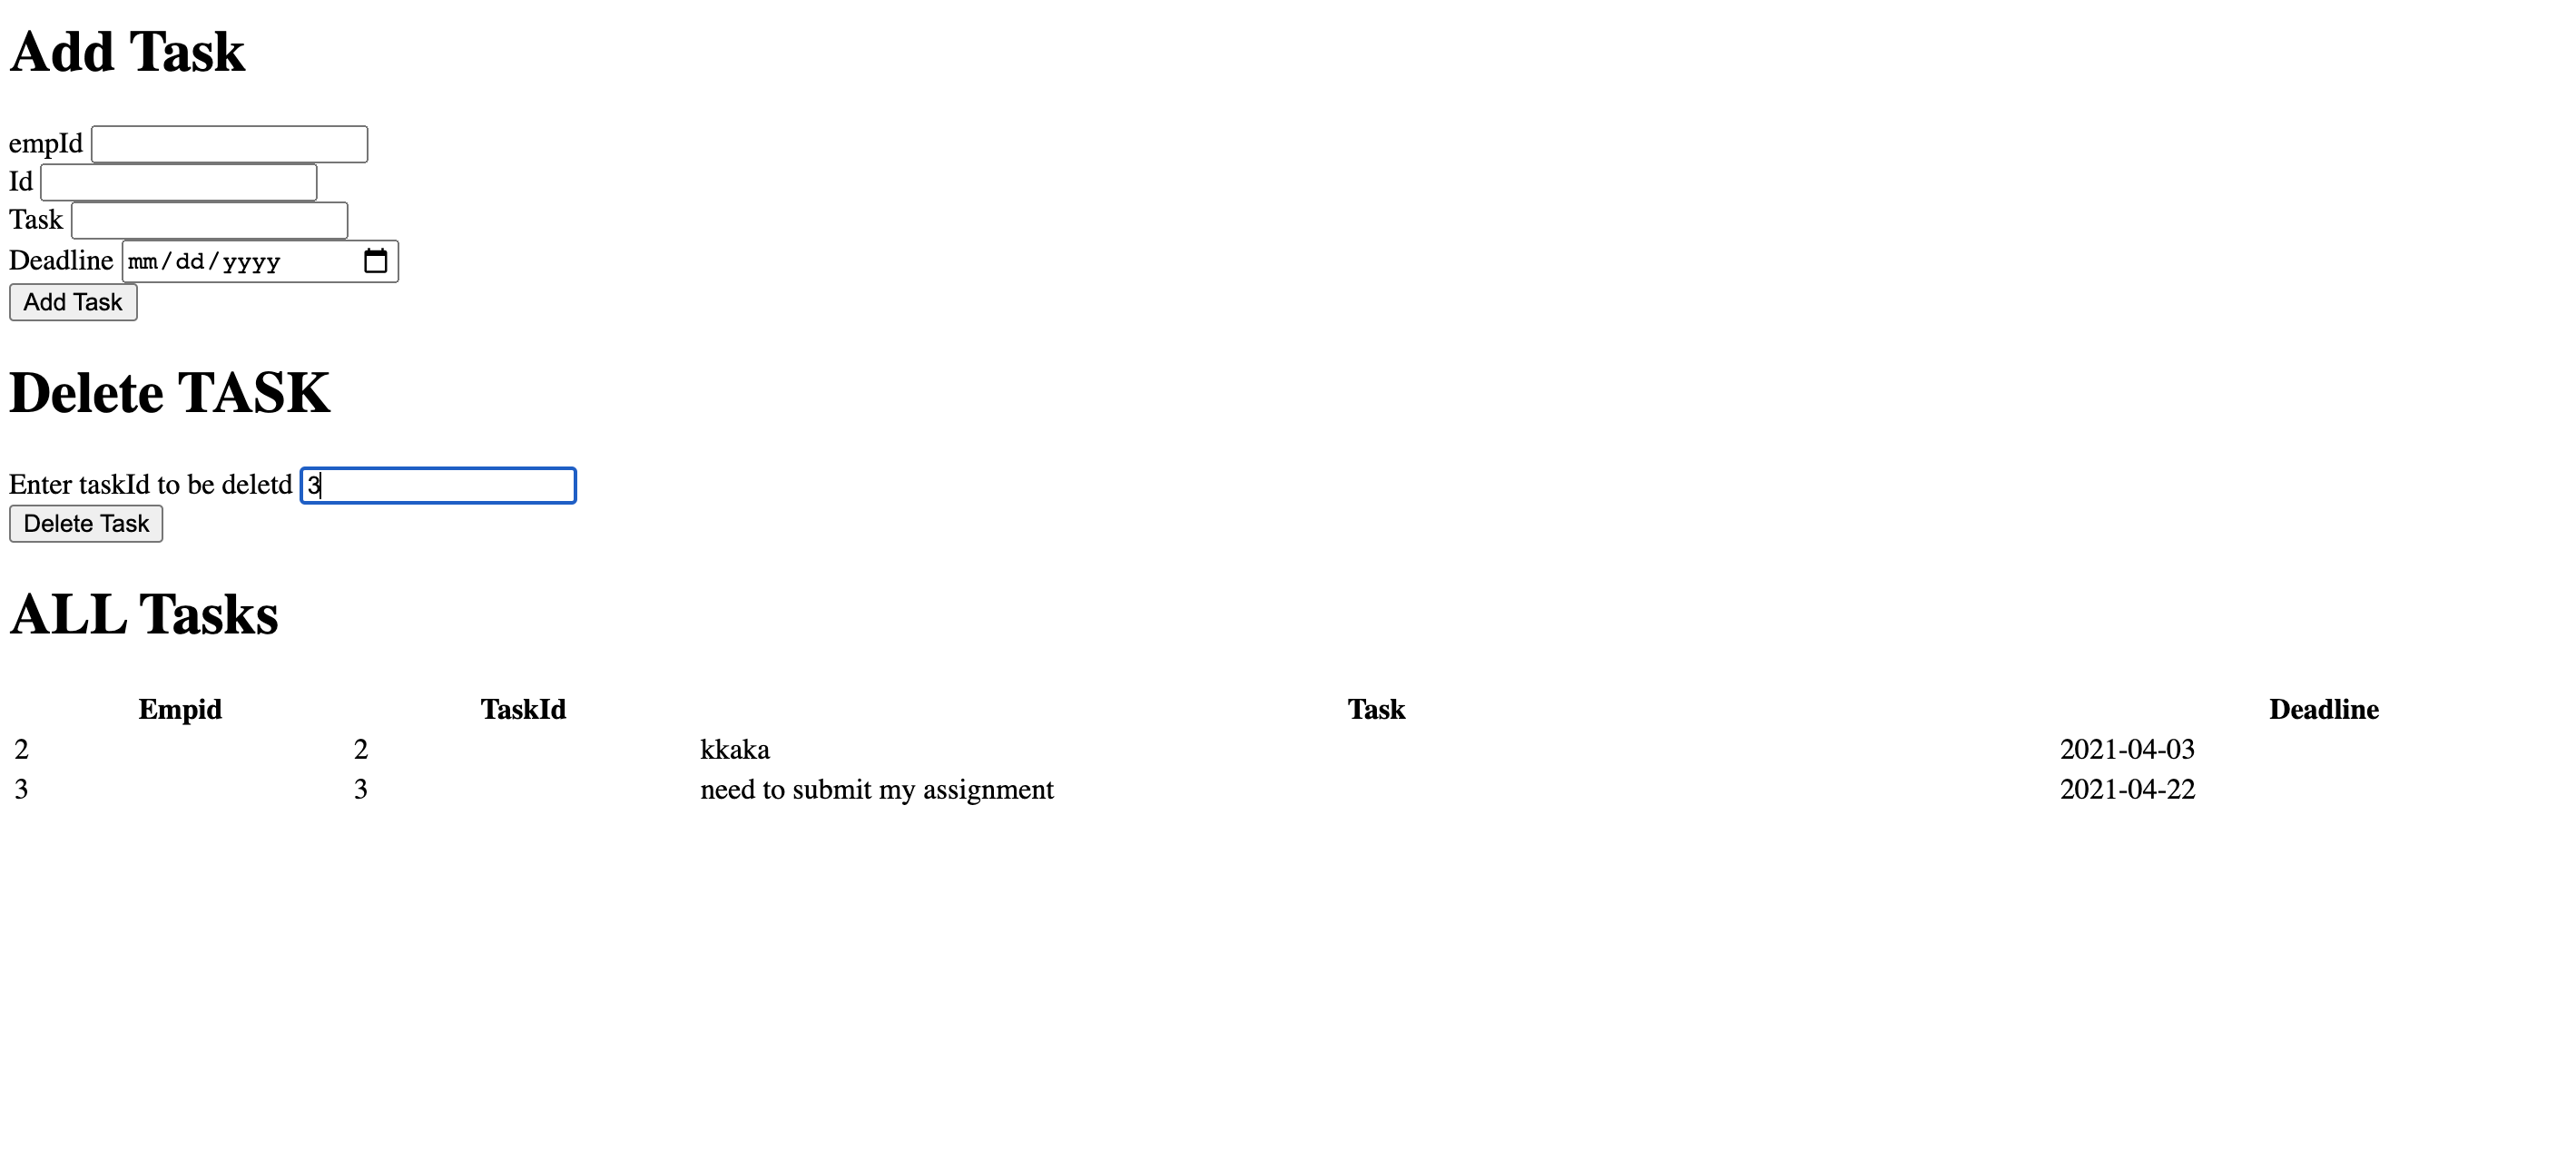 Add Task
empId
Id
Task
Deadline mm/dd/yyyy
Add Task
Delete TASK
Enter taskId to be deletd 3
Delete Task
ALL Tasks
Empid TaskId Task Deadline
2 2 kkaka 2021-04-03
3 3 need to submit my assignment 2021-04-22